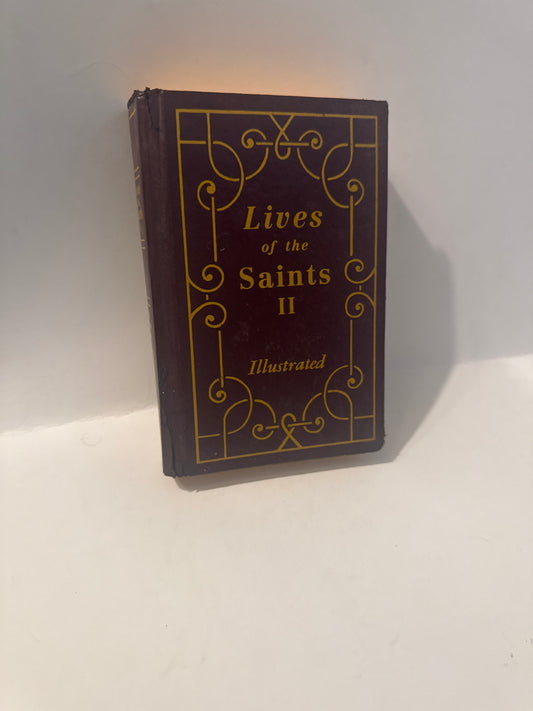 Lives
of the
Saints
II
Illustrated